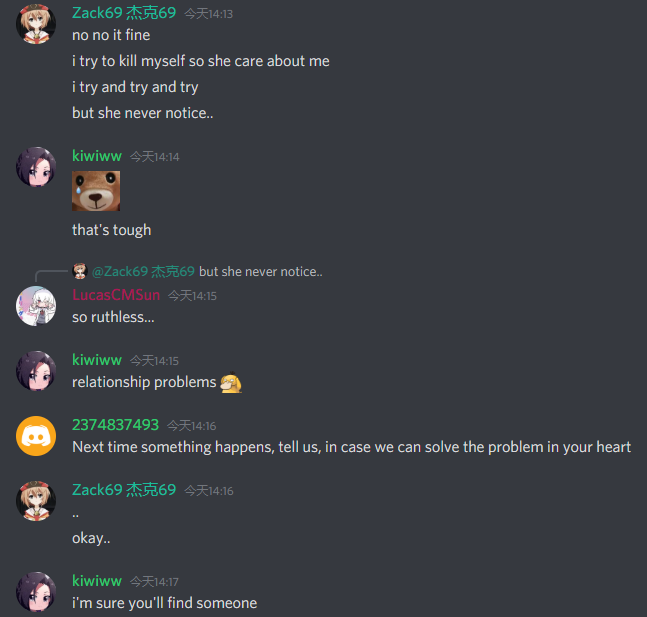 Zack69 杰克69 今天14:13
no no it fine
i try to kill myself so she care about me
i try and try and try
but she never notice..
kiwiww 今天14:14
that's tough
@Zack69 杰克69 but she never notice..
LucasCMSun 今天14:15
so ruthless...
kiwiww 今天14:15
relationship problems
2374837493 今天14:16
Next time something happens, tell us, in case we can solve the problem in your heart
Zack69 杰克69 今天14:16
..
okay..
kiwiww 今天14:17
i'm sure you'll find someone